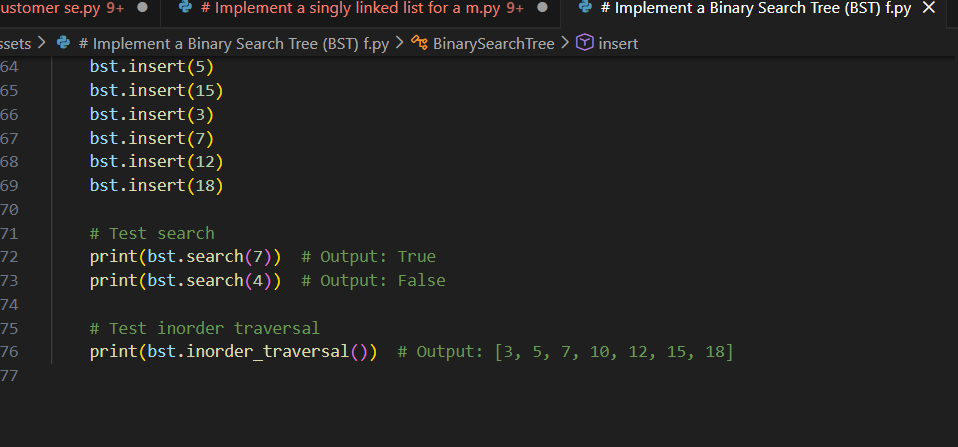 ustomer se.py 9+ # Implement a singly linked list for a m.py 9+ # Implement a Binary Search Tree (BST) f.py
ssets > # Implement a Binary Search Tree (BST) f.py > BinarySearchTree > insert
64 bst.insert(5)
65 bst.insert(15)
66 bst.insert(3)
67 bst.insert(7)
68 bst.insert(12)
69 bst.insert(18)
70
71 # Test search
72 print(bst.search(7))  # Output: True
73 print(bst.search(4))  # Output: False
74
75 # Test inorder traversal
76 print(bst.inorder_traversal())  # Output: [3, 5, 7, 10, 12, 15, 18]
77